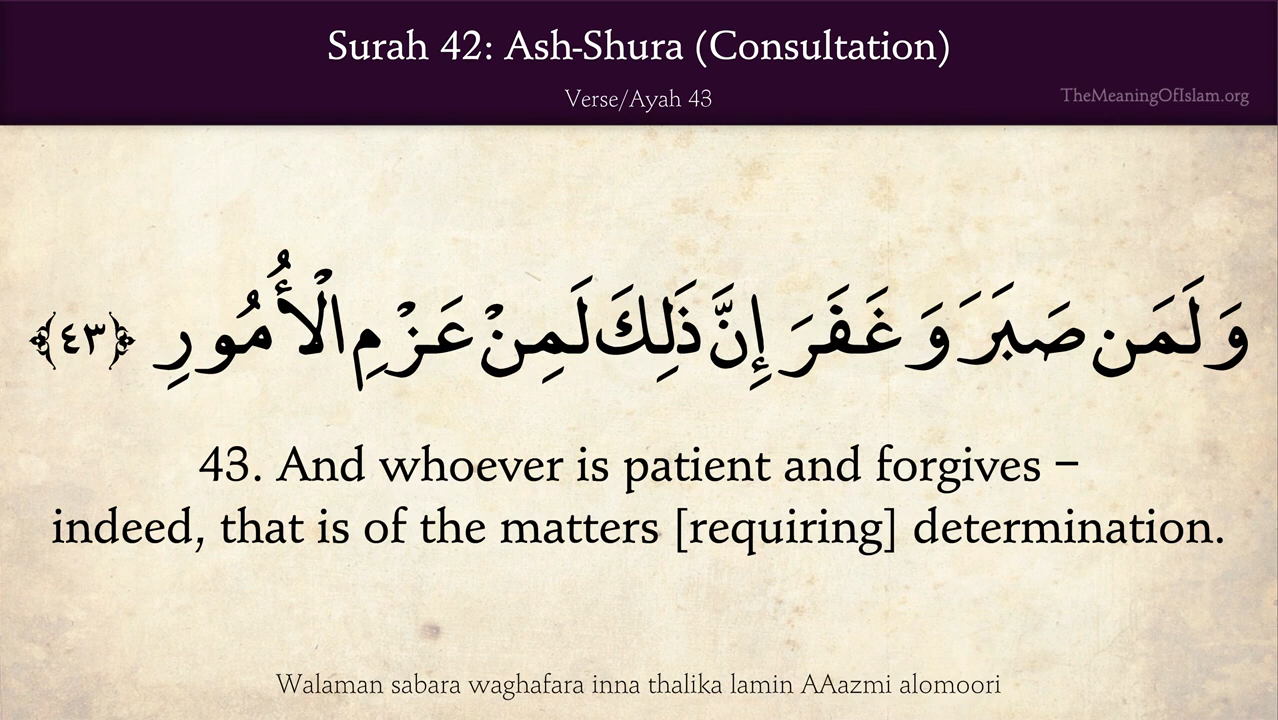 Surah 42: Ash-Shura (Consultation)
Verse/Ayah 43
TheMeaningOfIslam.org
وَلَمَن صَبَرَ وَ غَفَرَ إِنَّ ذَلِكَ لَمِنْ عَزْمِ الْأُمُورِ ﴿٤٣﴾
43. And whoever is patient and forgives –
indeed, that is of the matters [requiring] determination.
Walaman sabara waghafara inna thalika lamin AAazmi alomoori